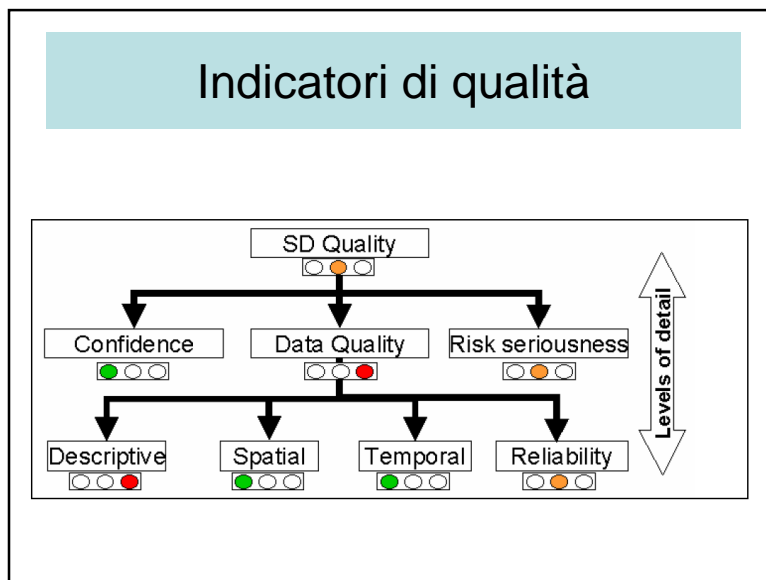 Indicatori di qualità
SD Quality
Confidence
Data Quality
Risk seriousness
Descriptive
Spatial
Temporal
Reliability
Levels of detail